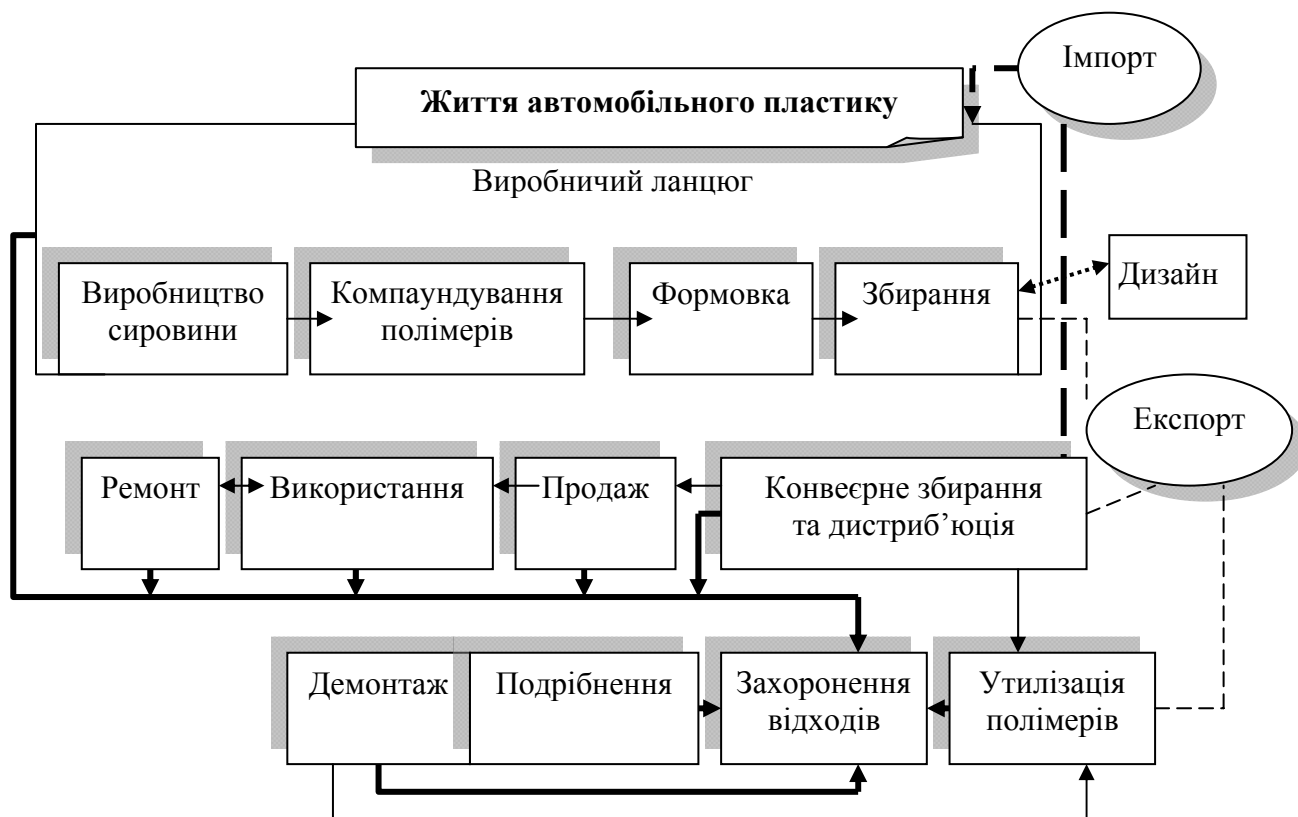 Імпорт
Життя автомобільного пластику
Виробничий ланцюг
Виробництво
сировини
Компаундування
полімерів
Формовка
Збирання
Дизайн
Експорт
Ремонт
Використання
Продаж
Конвеєрне збирання
та дистриб’юція
Демонтаж
Подрібнення
Захоронення
відходів
Утилізація
полімерів